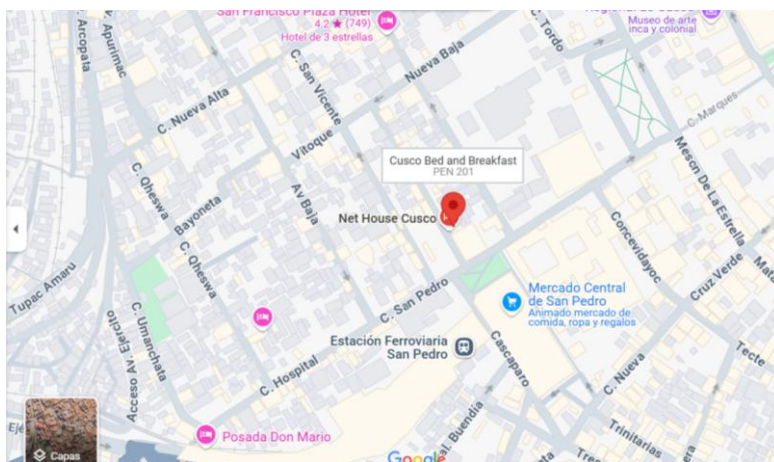 San Francisco Plaza Hotel
4.2 ★ (749)
Hotel de 3 estrellas
Museo de arte
inca y colonial
C. Tordo
Arcopata
Apurimac
C. San Vicente
Nueva Baja
C. Nueva Alta
C. Marques
Vitoque
Meson De La Estrella
Cusco Bed and Breakfast
PEN 201
C. Qheswa
Av Baja
Bayoneta
Net House Cusco
Concevidayoc
C. Qheswa
Cruz Verde
Tupac Amaru
Mercado Central
de San Pedro
Animado mercado de
comida, ropa y regalos
C. San Pedro
C. Umanchata
Acceso Av. Ejército
Estación Ferroviaria
San Pedro
Cascaparo
Tecte
C. Hospital
C. Nueva
Posada Don Mario
Buendia
Trinitarias
Capas
Google